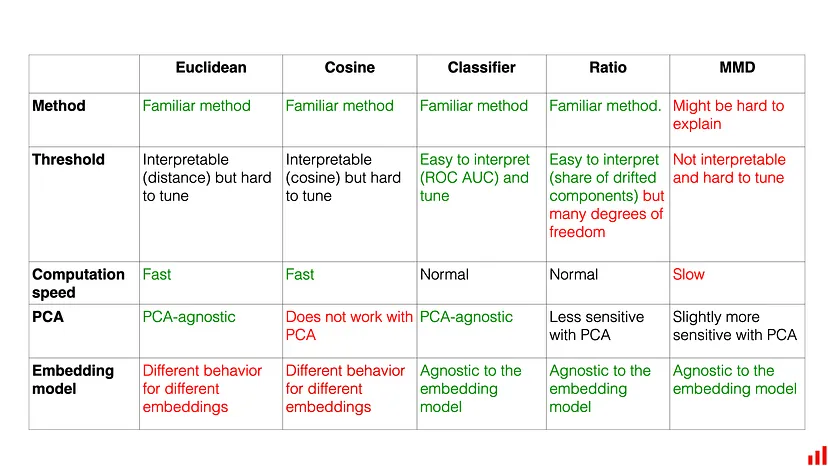 Euclidean Cosine Classifier Ratio MMD
Method Familiar method Familiar method Familiar method Familiar method. Might be hard to
explain
Threshold Interpretable Interpretable Easy to interpret Easy to interpret Not interpretable
(distance) but hard (cosine) but hard (ROC AUC) and (share of drifted and hard to tune
to tune to tune tune components) but
many degrees of
freedom
Computation Fast Fast Normal Normal Slow
speed
PCA PCA-agnostic Does not work with PCA-agnostic Less sensitive Slightly more
PCA with PCA sensitive with PCA
Embedding Different behavior Different behavior Agnostic to the Agnostic to the Agnostic to the
model for different for different embedding embedding embedding model
embeddings embeddings model model